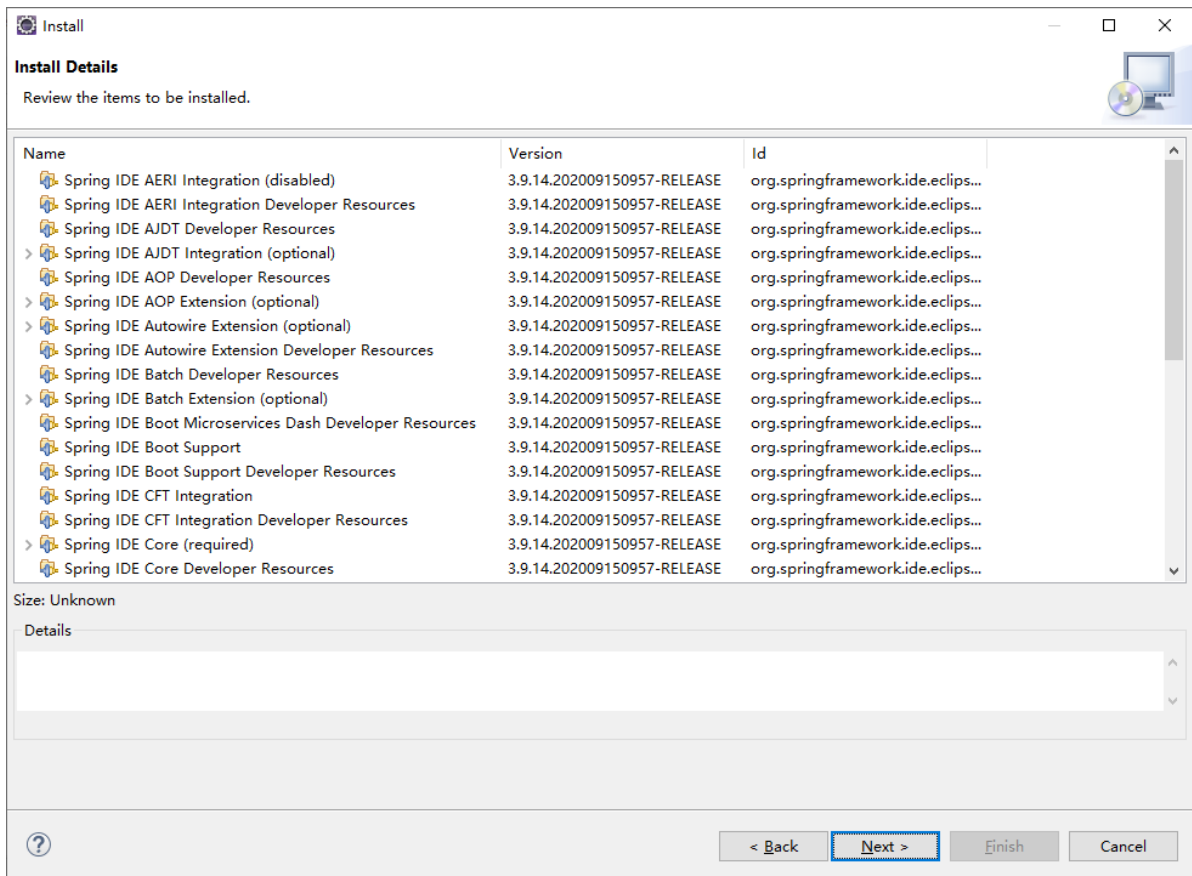 Install
Install Details
Review the items to be installed.
Name Version Id
Spring IDE AERI Integration (disabled) 3.9.14.202009150957-RELEASE org.springframework.ide.eclips...
Spring IDE AERI Integration Developer Resources 3.9.14.202009150957-RELEASE org.springframework.ide.eclips...
Spring IDE AJDT Developer Resources 3.9.14.202009150957-RELEASE org.springframework.ide.eclips...
Spring IDE AJDT Integration (optional) 3.9.14.202009150957-RELEASE org.springframework.ide.eclips...
Spring IDE AOP Developer Resources 3.9.14.202009150957-RELEASE org.springframework.ide.eclips...
Spring IDE AOP Extension (optional) 3.9.14.202009150957-RELEASE org.springframework.ide.eclips...
Spring IDE Autowire Extension (optional) 3.9.14.202009150957-RELEASE org.springframework.ide.eclips...
Spring IDE Autowire Extension Developer Resources 3.9.14.202009150957-RELEASE org.springframework.ide.eclips...
Spring IDE Batch Developer Resources 3.9.14.202009150957-RELEASE org.springframework.ide.eclips...
Spring IDE Batch Extension (optional) 3.9.14.202009150957-RELEASE org.springframework.ide.eclips...
Spring IDE Boot Microservices Dash Developer Resources 3.9.14.202009150957-RELEASE org.springframework.ide.eclips...
Spring IDE Boot Support 3.9.14.202009150957-RELEASE org.springframework.ide.eclips...
Spring IDE Boot Support Developer Resources 3.9.14.202009150957-RELEASE org.springframework.ide.eclips...
Spring IDE CFT Integration 3.9.14.202009150957-RELEASE org.springframework.ide.eclips...
Spring IDE CFT Integration Developer Resources 3.9.14.202009150957-RELEASE org.springframework.ide.eclips...
Spring IDE Core (required) 3.9.14.202009150957-RELEASE org.springframework.ide.eclips...
Spring IDE Core Developer Resources 3.9.14.202009150957-RELEASE org.springframework.ide.eclips...
Size: Unknown
Details
? < Back Next > Finish Cancel